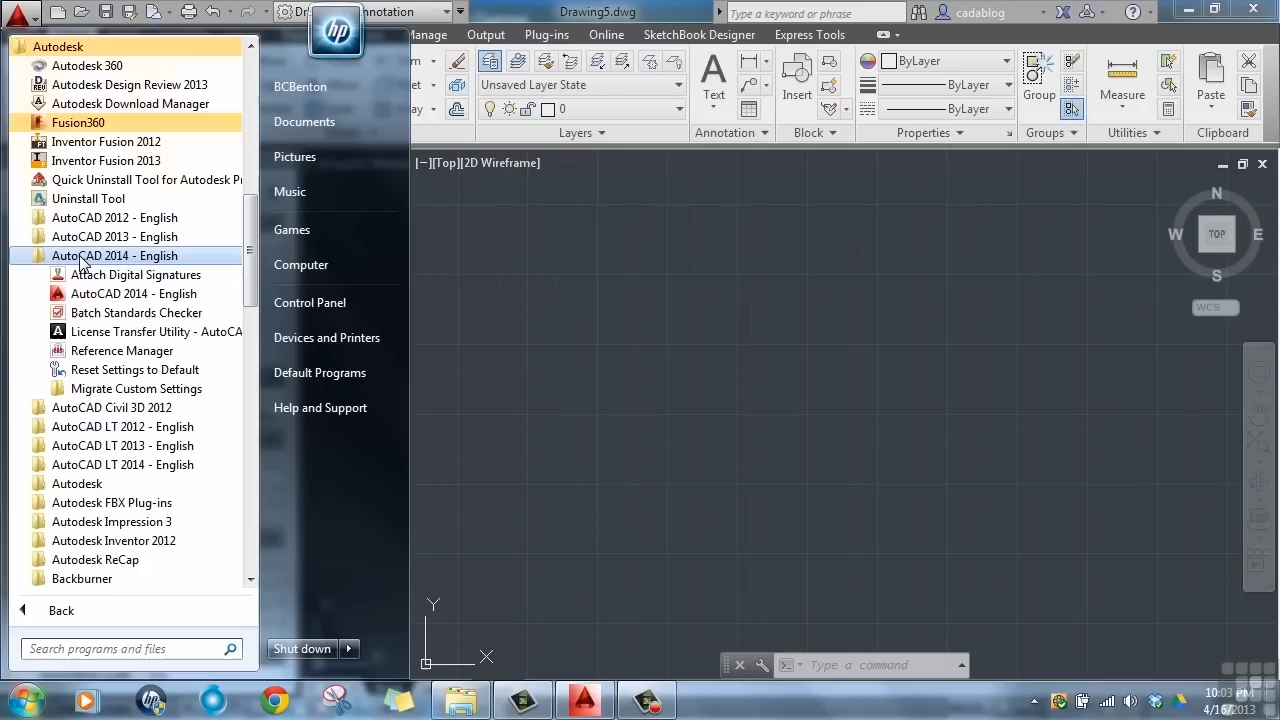 Drawing5.dwg
Type a keyword or phrase
cadablog
Manage
Output
Plug-ins
Online
SketchBook Designer
Express Tools
Unsaved Layer State
0
Layers
Text
Annotation
Insert
Block
ByLayer
ByLayer
ByLayer
Properties
Group
Groups
Measure
Utilities
Paste
Clipboard
[−][Top][2D Wireframe]
N
W
TOP
E
S
WCS
Y
X
Type a command
Autodesk
Autodesk 360
Autodesk Design Review 2013
Autodesk Download Manager
Fusion360
Inventor Fusion 2012
Inventor Fusion 2013
Quick Uninstall Tool for Autodesk Pr
Uninstall Tool
AutoCAD 2012 - English
AutoCAD 2013 - English
AutoCAD 2014 - English
Attach Digital Signatures
AutoCAD 2014 - English
Batch Standards Checker
License Transfer Utility - AutoCA
Reference Manager
Reset Settings to Default
Migrate Custom Settings
AutoCAD Civil 3D 2012
AutoCAD LT 2012 - English
AutoCAD LT 2013 - English
AutoCAD LT 2014 - English
Autodesk
Autodesk FBX Plug-ins
Autodesk Impression 3
Autodesk Inventor 2012
Autodesk ReCap
Backburner
Back
Search programs and files
hp
BCBenton
Documents
Pictures
Music
Games
Computer
Control Panel
Devices and Printers
Default Programs
Help and Support
Shut down
10:03 PM
4/16/2013